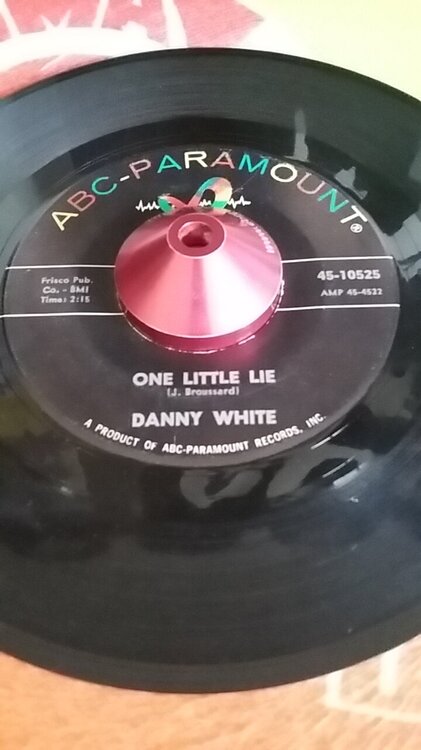 ABC-PARAMOUNT®
Frisco Pub.
Co. - BMI
Time: 2:15
45-10525
AMP 45-4522
ONE LITTLE LIE
(J. Broussard)
DANNY WHITE
A PRODUCT OF ABC-PARAMOUNT RECORDS, INC.